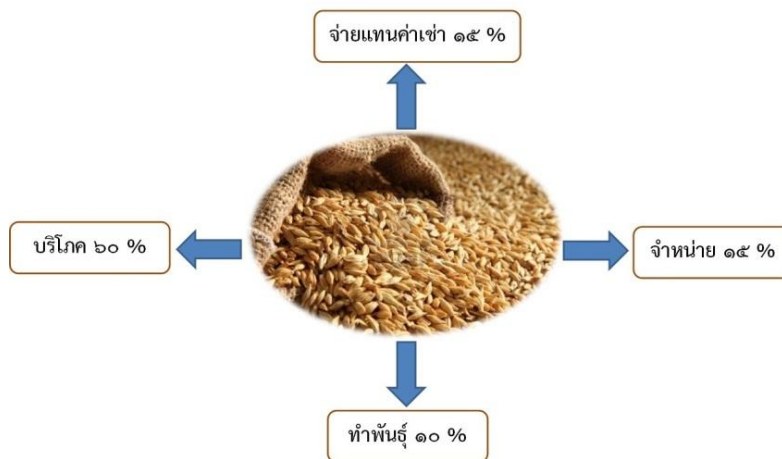 จ่ายแทนค่าเช่า ๑๕ %
บริโภค ๖๐ %
จำหน่าย ๑๕ %
ทำพันธุ์ ๑๐ %